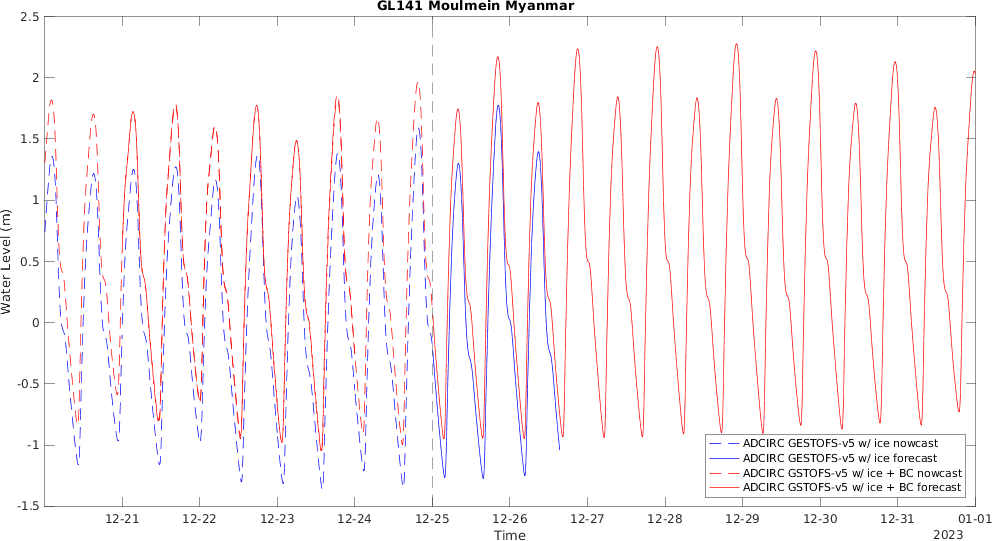 GL141 Moulmein Myanmar
2.5
2
1.5
1
0.5
0
-0.5
-1
-1.5
Water Level (m)
12-21 12-22 12-23 12-24 12-25 12-26 12-27 12-28 12-29 12-30 12-31 01-01
2023
Time
ADCIRC GESTOFS-v5 w/ ice nowcast
ADCIRC GESTOFS-v5 w/ ice forecast
ADCIRC GSTOFS-v5 w/ ice + BC nowcast
ADCIRC GSTOFS-v5 w/ ice + BC forecast